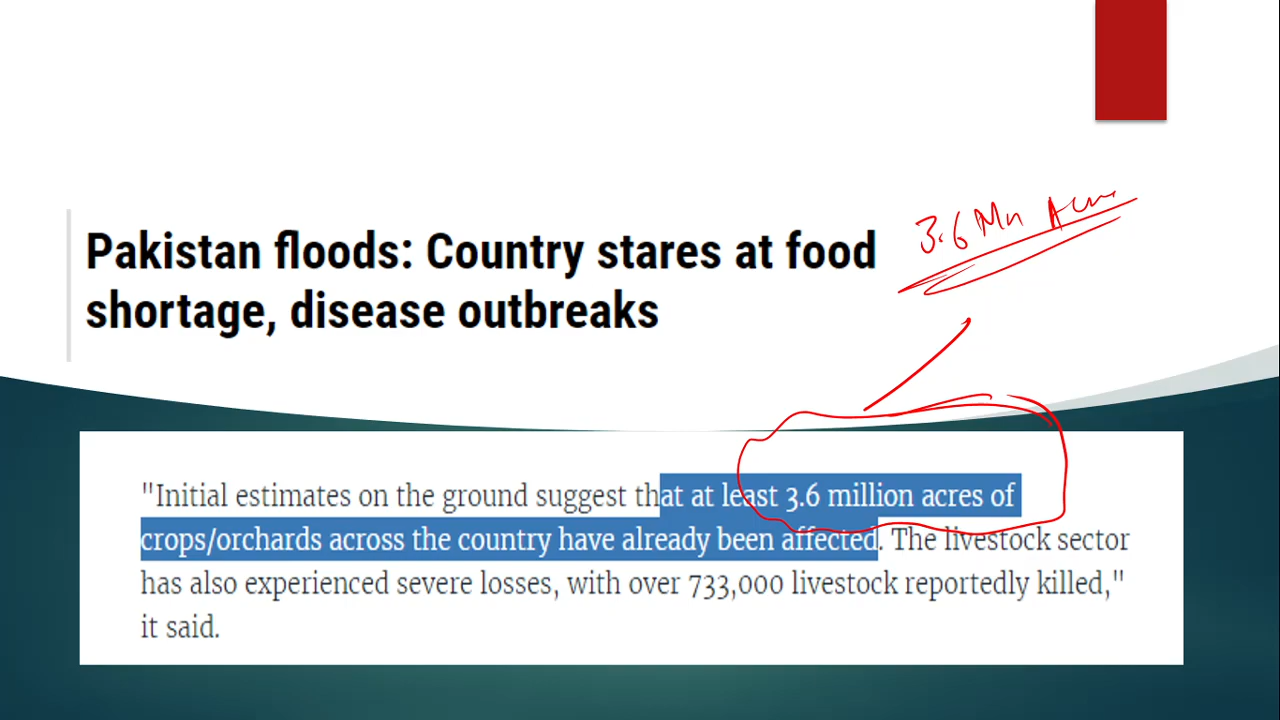 3.6 Mn Acre
Pakistan floods: Country stares at food
shortage, disease outbreaks
"Initial estimates on the ground suggest that at least 3.6 million acres of
crops/orchards across the country have already been affected. The livestock sector
has also experienced severe losses, with over 733,000 livestock reportedly killed,"
it said.